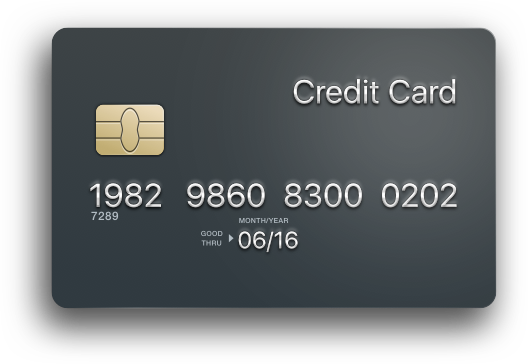 Credit Card
1982 9860 8300 0202
7289
MONTH/YEAR
GOOD
THRU
06/16